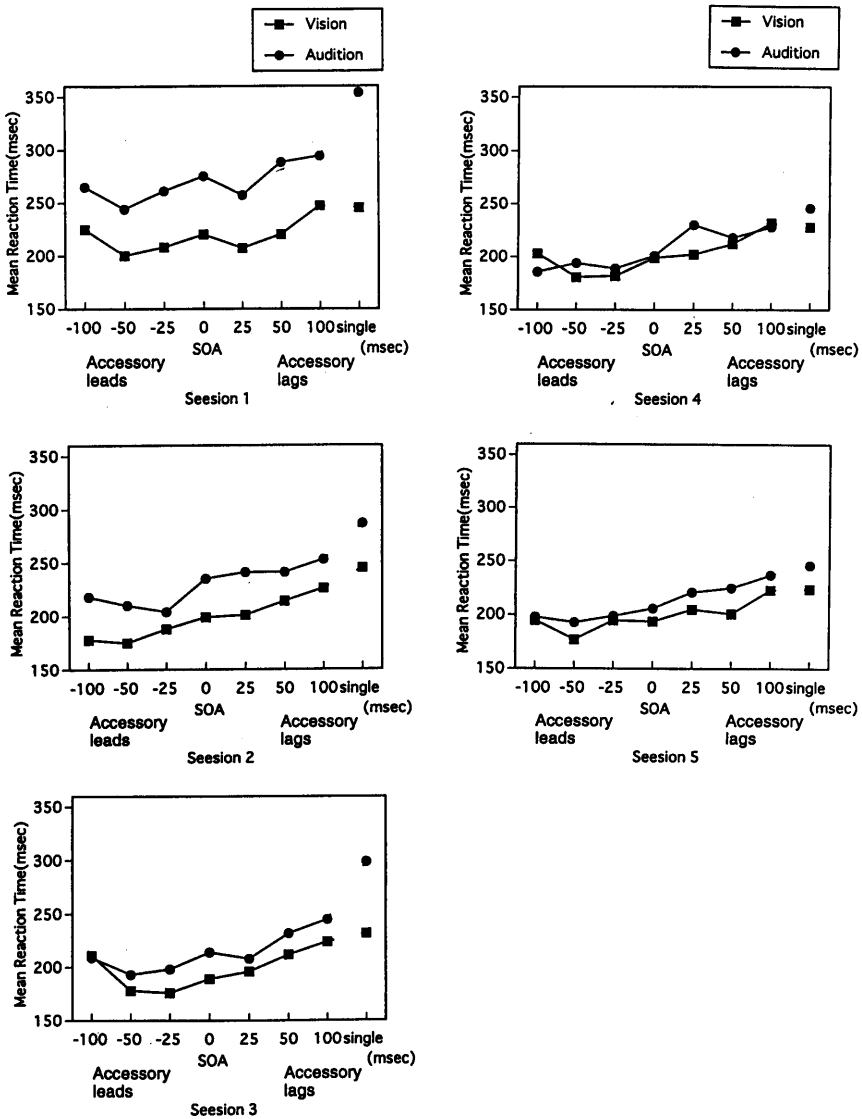 Vision
Audition
Mean Reaction Time(msec)
350
300
250
200
150
-100 -50 -25 0 25 50 100 single
SOA (msec)
Accessory leads
Accessory lags
Seesion 1
Vision
Audition
Mean Reaction Time(msec)
350
300
250
200
150
-100 -50 -25 0 25 50 100 single
SOA (msec)
Accessory leads
Accessory lags
Seesion 4
Mean Reaction Time(msec)
350
300
250
200
150
-100 -50 -25 0 25 50 100 single
SOA (msec)
Accessory leads
Accessory lags
Seesion 2
Mean Reaction Time(msec)
350
300
250
200
150
-100 -50 -25 0 25 50 100 single
SOA (msec)
Accessory leads
Accessory lags
Seesion 5
Mean Reaction Time(msec)
350
300
250
200
150
-100 -50 -25 0 25 50 100 single
SOA (msec)
Accessory leads
Accessory lags
Seesion 3